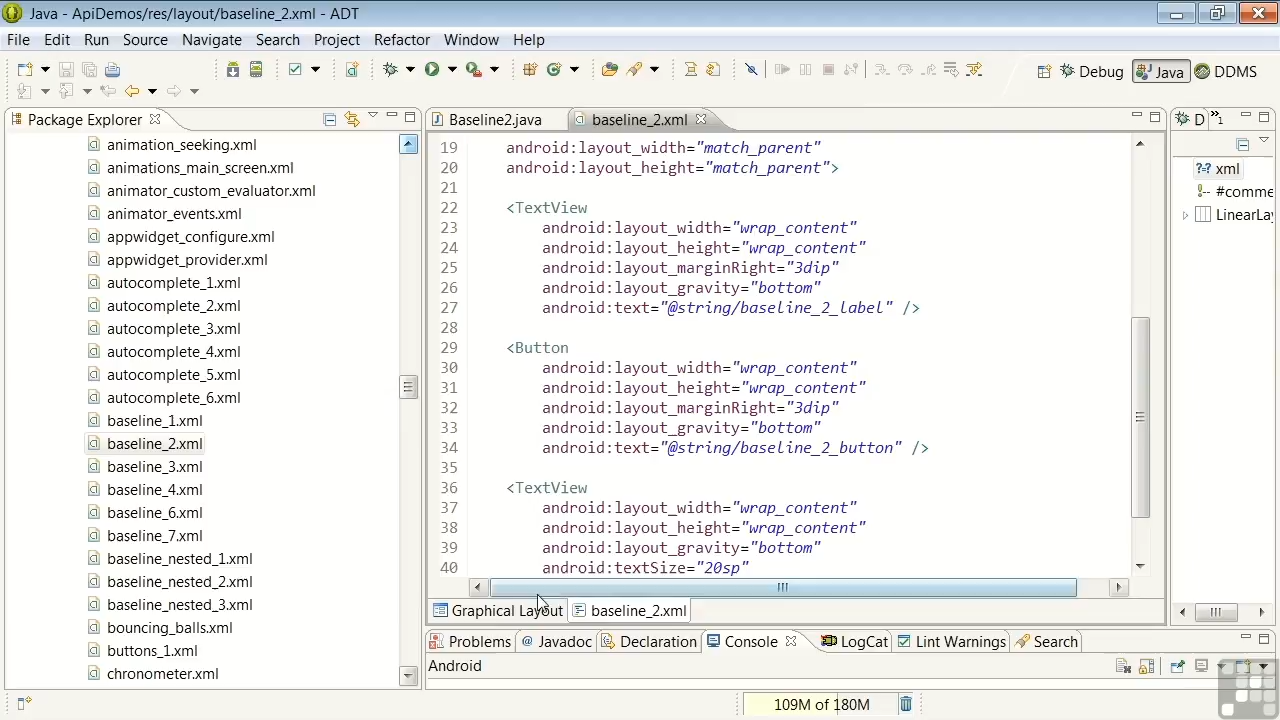 Java - ApiDemos/res/layout/baseline_2.xml - ADT
File Edit Run Source Navigate Search Project Refactor Window Help
Debug Java DDMS
Package Explorer
animation_seeking.xml
animations_main_screen.xml
animator_custom_evaluator.xml
animator_events.xml
appwidget_configure.xml
appwidget_provider.xml
autocomplete_1.xml
autocomplete_2.xml
autocomplete_3.xml
autocomplete_4.xml
autocomplete_5.xml
autocomplete_6.xml
baseline_1.xml
baseline_2.xml
baseline_3.xml
baseline_4.xml
baseline_6.xml
baseline_7.xml
baseline_nested_1.xml
baseline_nested_2.xml
baseline_nested_3.xml
bouncing_balls.xml
buttons_1.xml
chronometer.xml
Baseline2.java baseline_2.xml
19 android:layout_width="match_parent"
20 android:layout_height="match_parent">
21
22 <TextView
23 android:layout_width="wrap_content"
24 android:layout_height="wrap_content"
25 android:layout_marginRight="3dip"
26 android:layout_gravity="bottom"
27 android:text="@string/baseline_2_label" />
28
29 <Button
30 android:layout_width="wrap_content"
31 android:layout_height="wrap_content"
32 android:layout_marginRight="3dip"
33 android:layout_gravity="bottom"
34 android:text="@string/baseline_2_button" />
35
36 <TextView
37 android:layout_width="wrap_content"
38 android:layout_height="wrap_content"
39 android:layout_gravity="bottom"
40 android:textSize="20sp"
Graphical Layout baseline_2.xml
D »1
?? xml
#comme
LinearLa
Problems @ Javadoc Declaration Console LogCat Lint Warnings Search
Android
109M of 180M